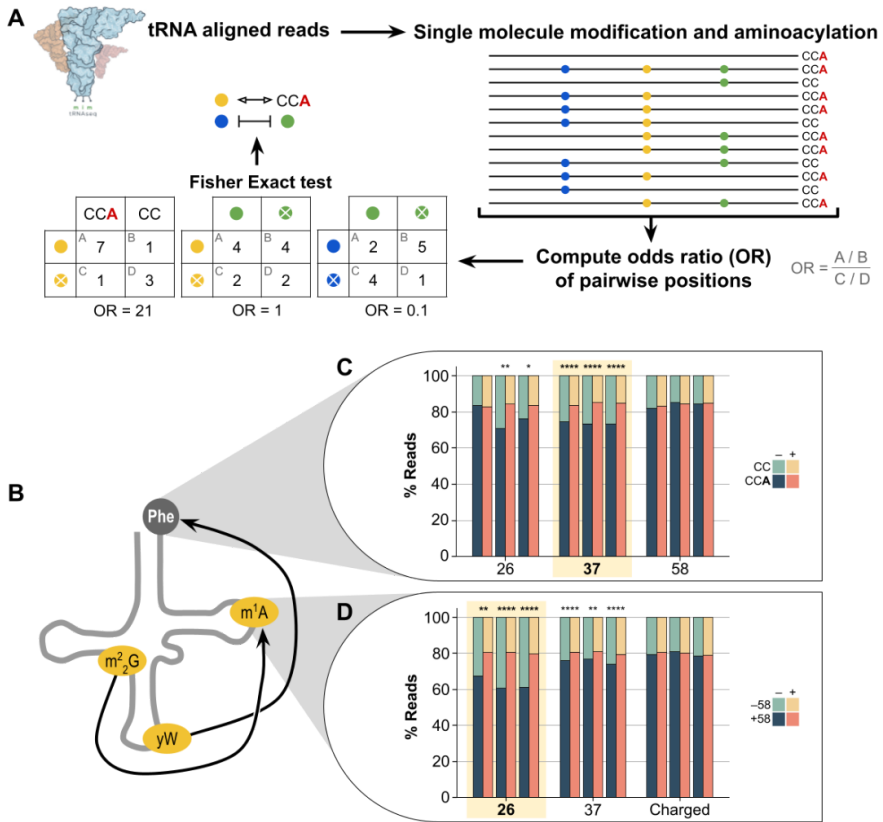 A
tRNA aligned reads
Single molecule modification and aminoacylation
m i m
tRNAseq
CCA
CCA
CC
CCA
CCA
CC
CCA
CCA
CC
CCA
CC
CCA
CCA
Fisher Exact test
CCA CC
A 7 B 1
C 1 D 3
OR = 21
A 4 B 4
C 2 D 2
OR = 1
A 2 B 5
C 4 D 1
OR = 0.1
Compute odds ratio (OR)
of pairwise positions
OR = A / B
C / D
B
Phe
m1A
m22G
yW
C
** * **** **** ****
100
80
60
40
20
0
% Reads
26 37 58
– +
CC
CCA
D
** **** **** **** ** ****
100
80
60
40
20
0
% Reads
26 37 Charged
– +
–58
+58